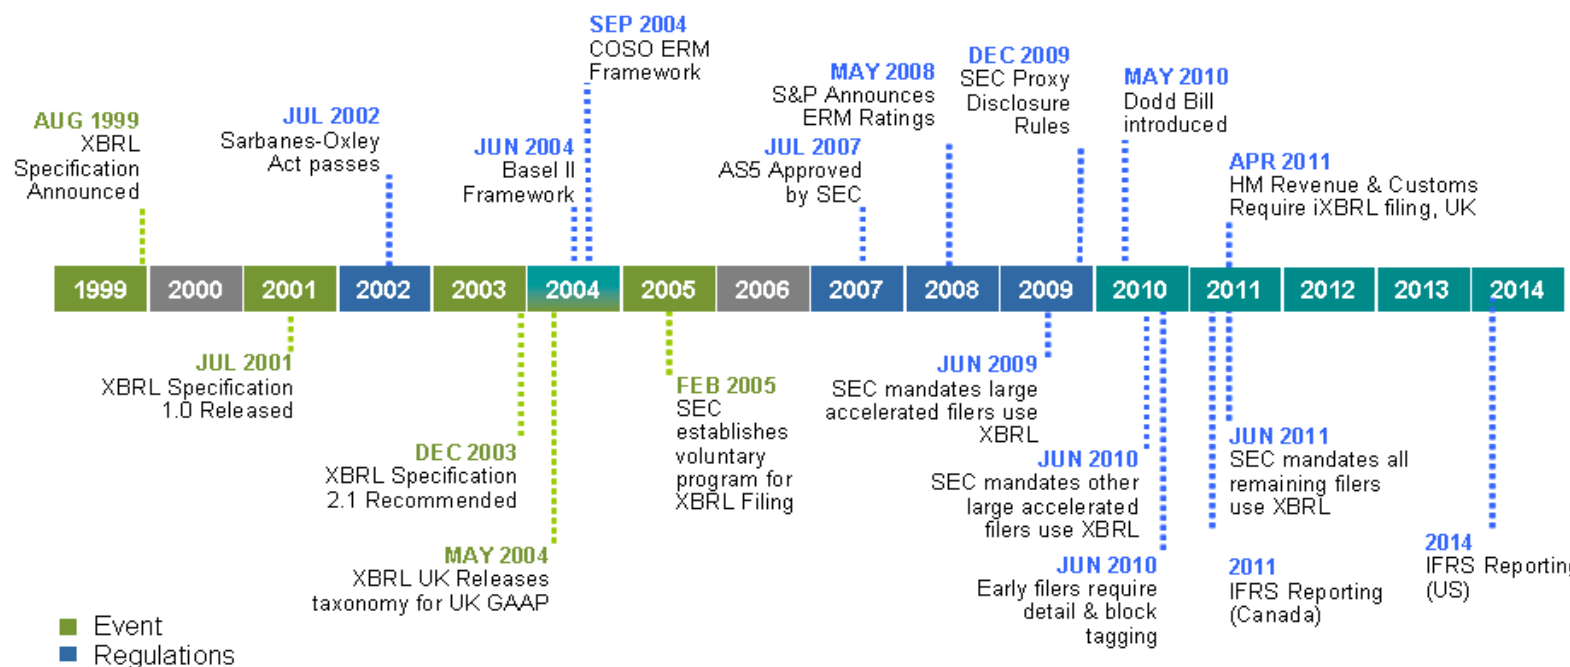 SEP 2004
COSO ERM
Framework
MAY 2008
S&P Announces
ERM Ratings
DEC 2009
SEC Proxy
Disclosure
Rules
MAY 2010
Dodd Bill
introduced
AUG 1999
XBRL
Specification
Announced
JUL 2002
Sarbanes-Oxley
Act passes
JUN 2004
Basel II
Framework
JUL 2007
AS5 Approved
by SEC
APR 2011
HM Revenue & Customs
Require iXBRL filing, UK
1999 2000 2001 2002 2003 2004 2005 2006 2007 2008 2009 2010 2011 2012 2013 2014
JUL 2001
XBRL Specification
1.0 Released
DEC 2003
XBRL Specification
2.1 Recommended
MAY 2004
XBRL UK Releases
taxonomy for UK GAAP
FEB 2005
SEC
establishes
voluntary
program for
XBRL Filing
JUN 2009
SEC mandates large
accelerated filers use
XBRL
JUN 2010
SEC mandates other
large accelerated
filers use XBRL
JUN 2010
Early filers require
detail & block
tagging
JUN 2011
SEC mandates all
remaining filers
use XBRL
2011
IFRS Reporting
(Canada)
2014
IFRS Reporting
(US)
Event
Regulations